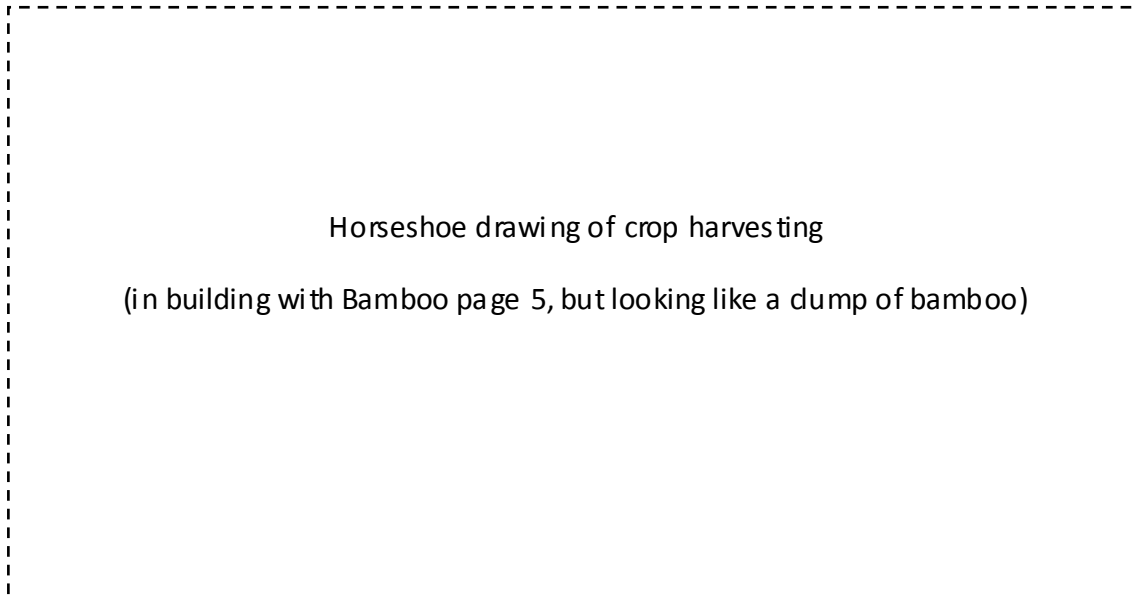 Horseshoe drawing of crop harvesting
(in building with Bamboo page 5, but looking like a dump of bamboo)